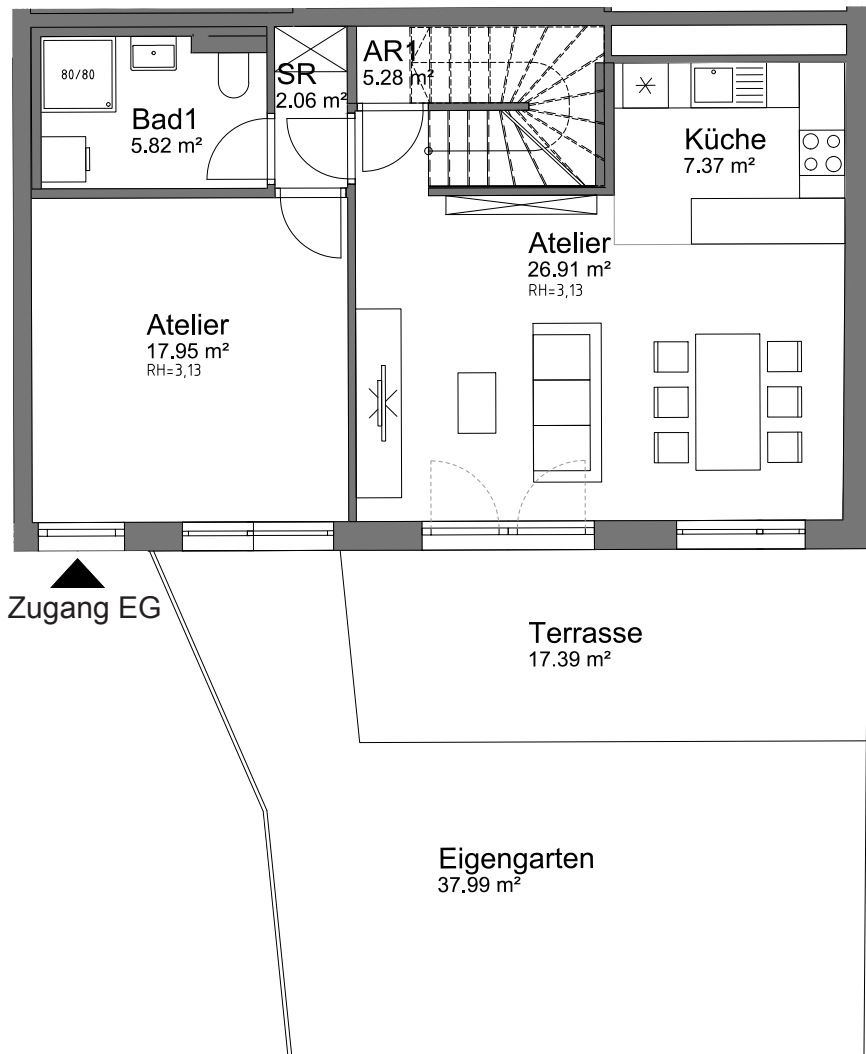 80/80
Bad1
5.82 m²
SR
2.06 m²
AR1
5.28 m²
Küche
7.37 m²
Atelier
26.91 m²
RH=3,13
Atelier
17.95 m²
RH=3,13
Zugang EG
Terrasse
17.39 m²
Eigengarten
37.99 m²